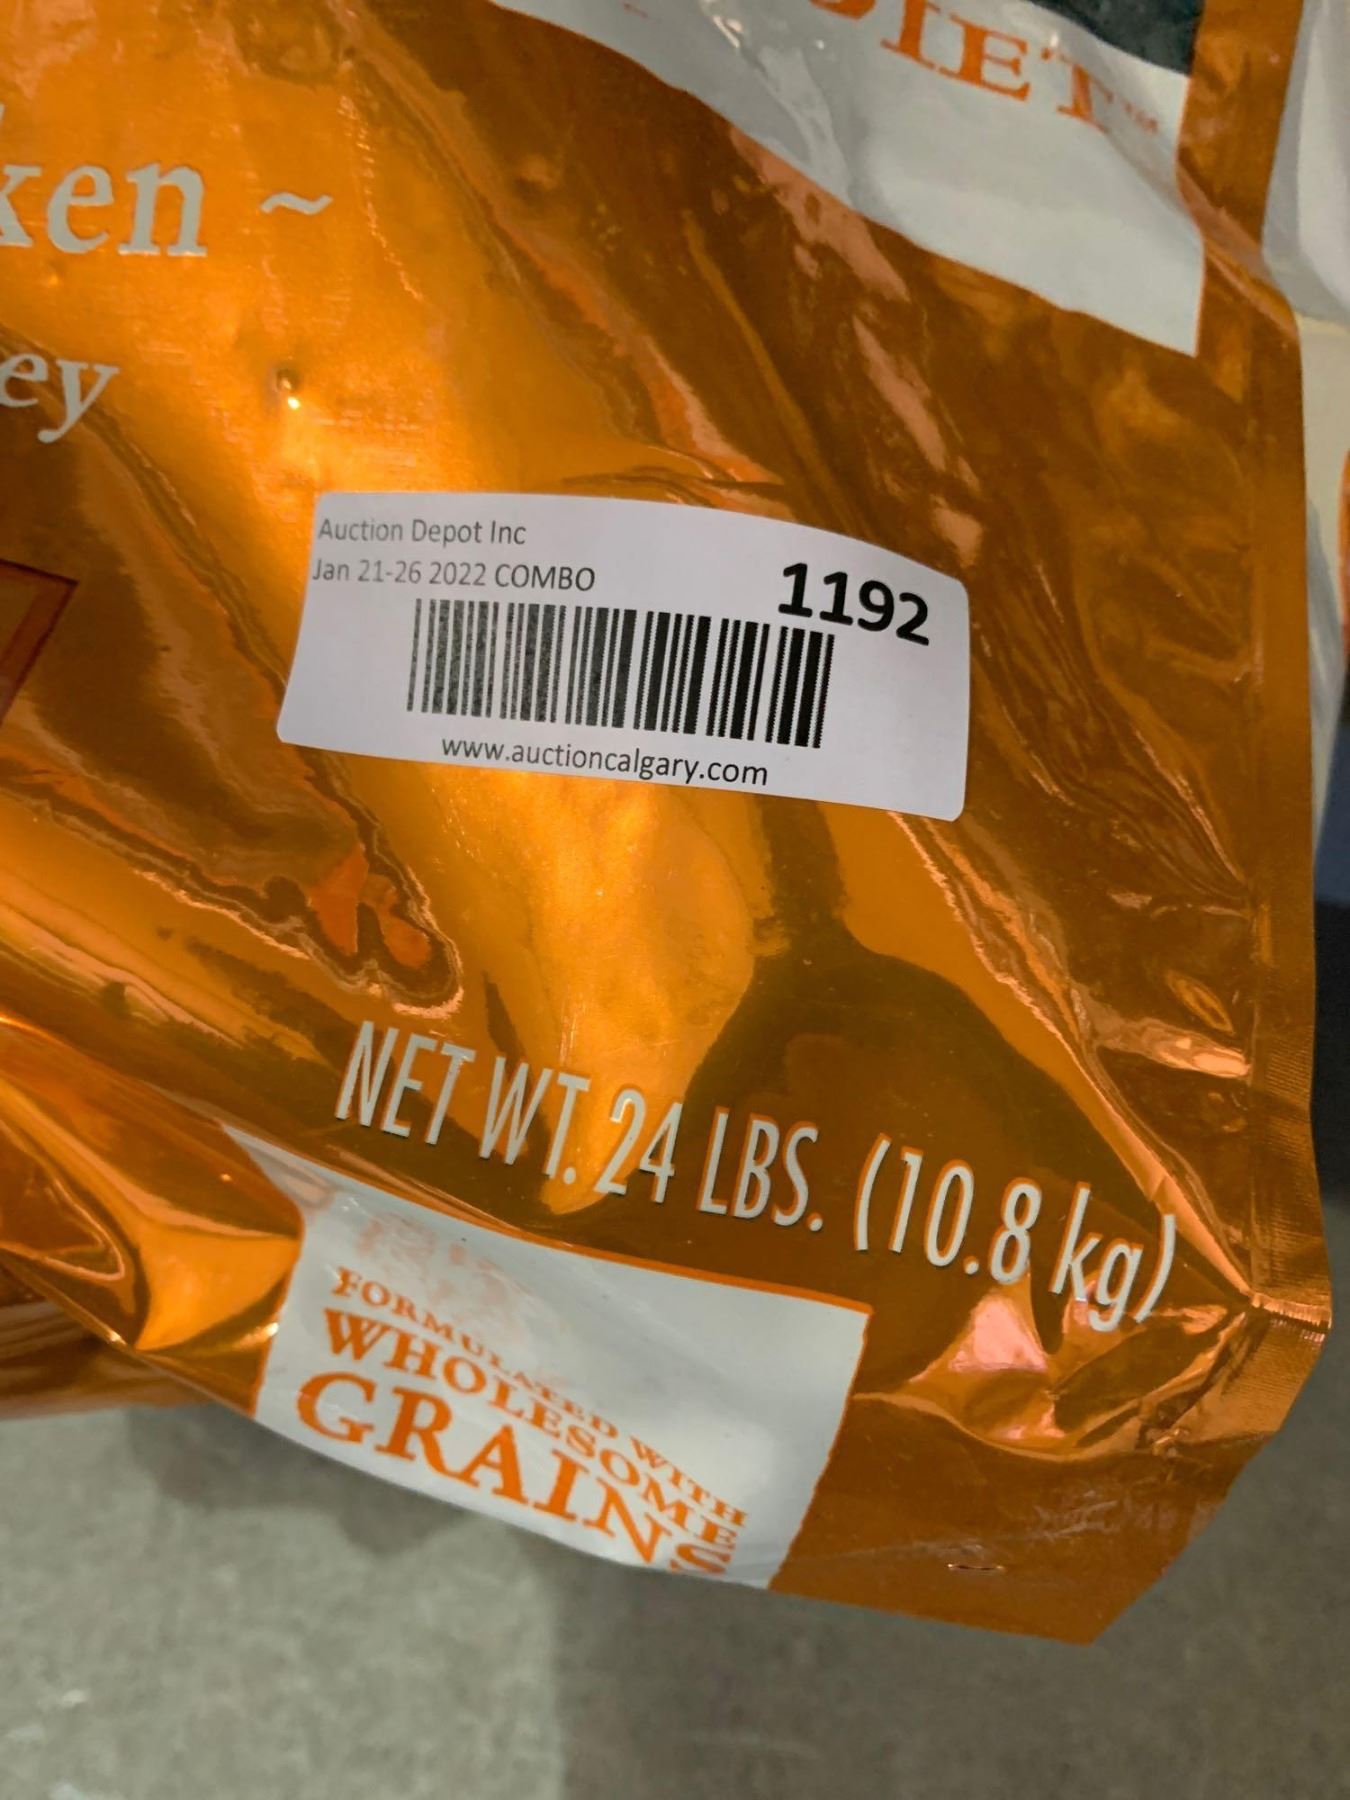 DIET™
ken ~
ey
Auction Depot Inc
Jan 21-26 2022 COMBO
1192
www.auctioncalgary.com
NET WT. 24 LBS. (10.8 kg)
FORMULATED WITH
WHOLESOME
GRAINS